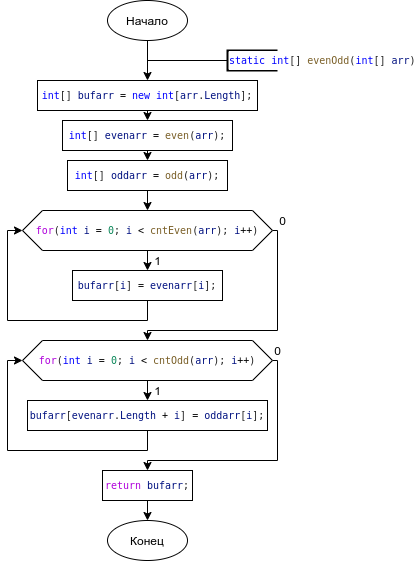 Начало
static int[] evenOdd(int[] arr)
int[] bufarr = new int[arr.Length];
int[] evenarr = even(arr);
int[] oddarr = odd(arr);
for(int i = 0; i < cntEven(arr); i++)
0
1
bufarr[i] = evenarr[i];
for(int i = 0; i < cntOdd(arr); i++)
0
1
bufarr[evenarr.Length + i] = oddarr[i];
return bufarr;
Конец